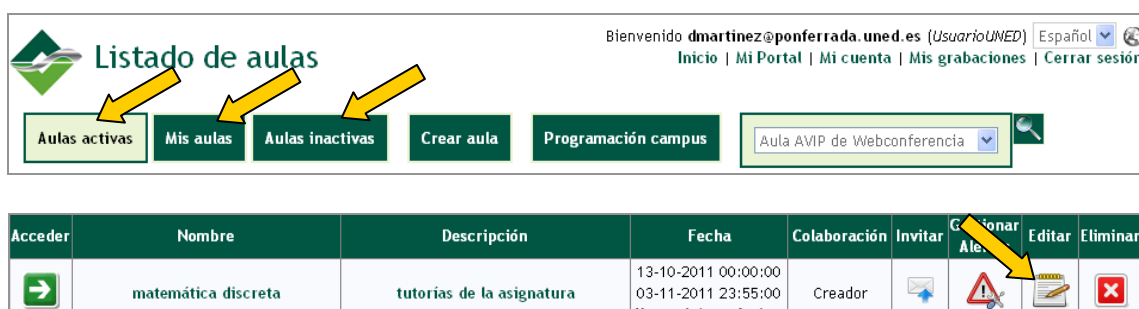 Bienvenido dmartinez@ponferrada.uned.es (UsuarioUNED) Español
Listado de aulas
Inicio | Mi Portal | Mi cuenta | Mis grabaciones | Cerrar sesión
Aulas activas Mis aulas Aulas inactivas Crear aula Programación campus Aula AVIP de Webconferencia
Acceder Nombre Descripción Fecha Colaboración Invitar Editar Eliminar
13-10-2011 00:00:00
matemática discreta tutorías de la asignatura 03-11-2011 23:55:00 Creador